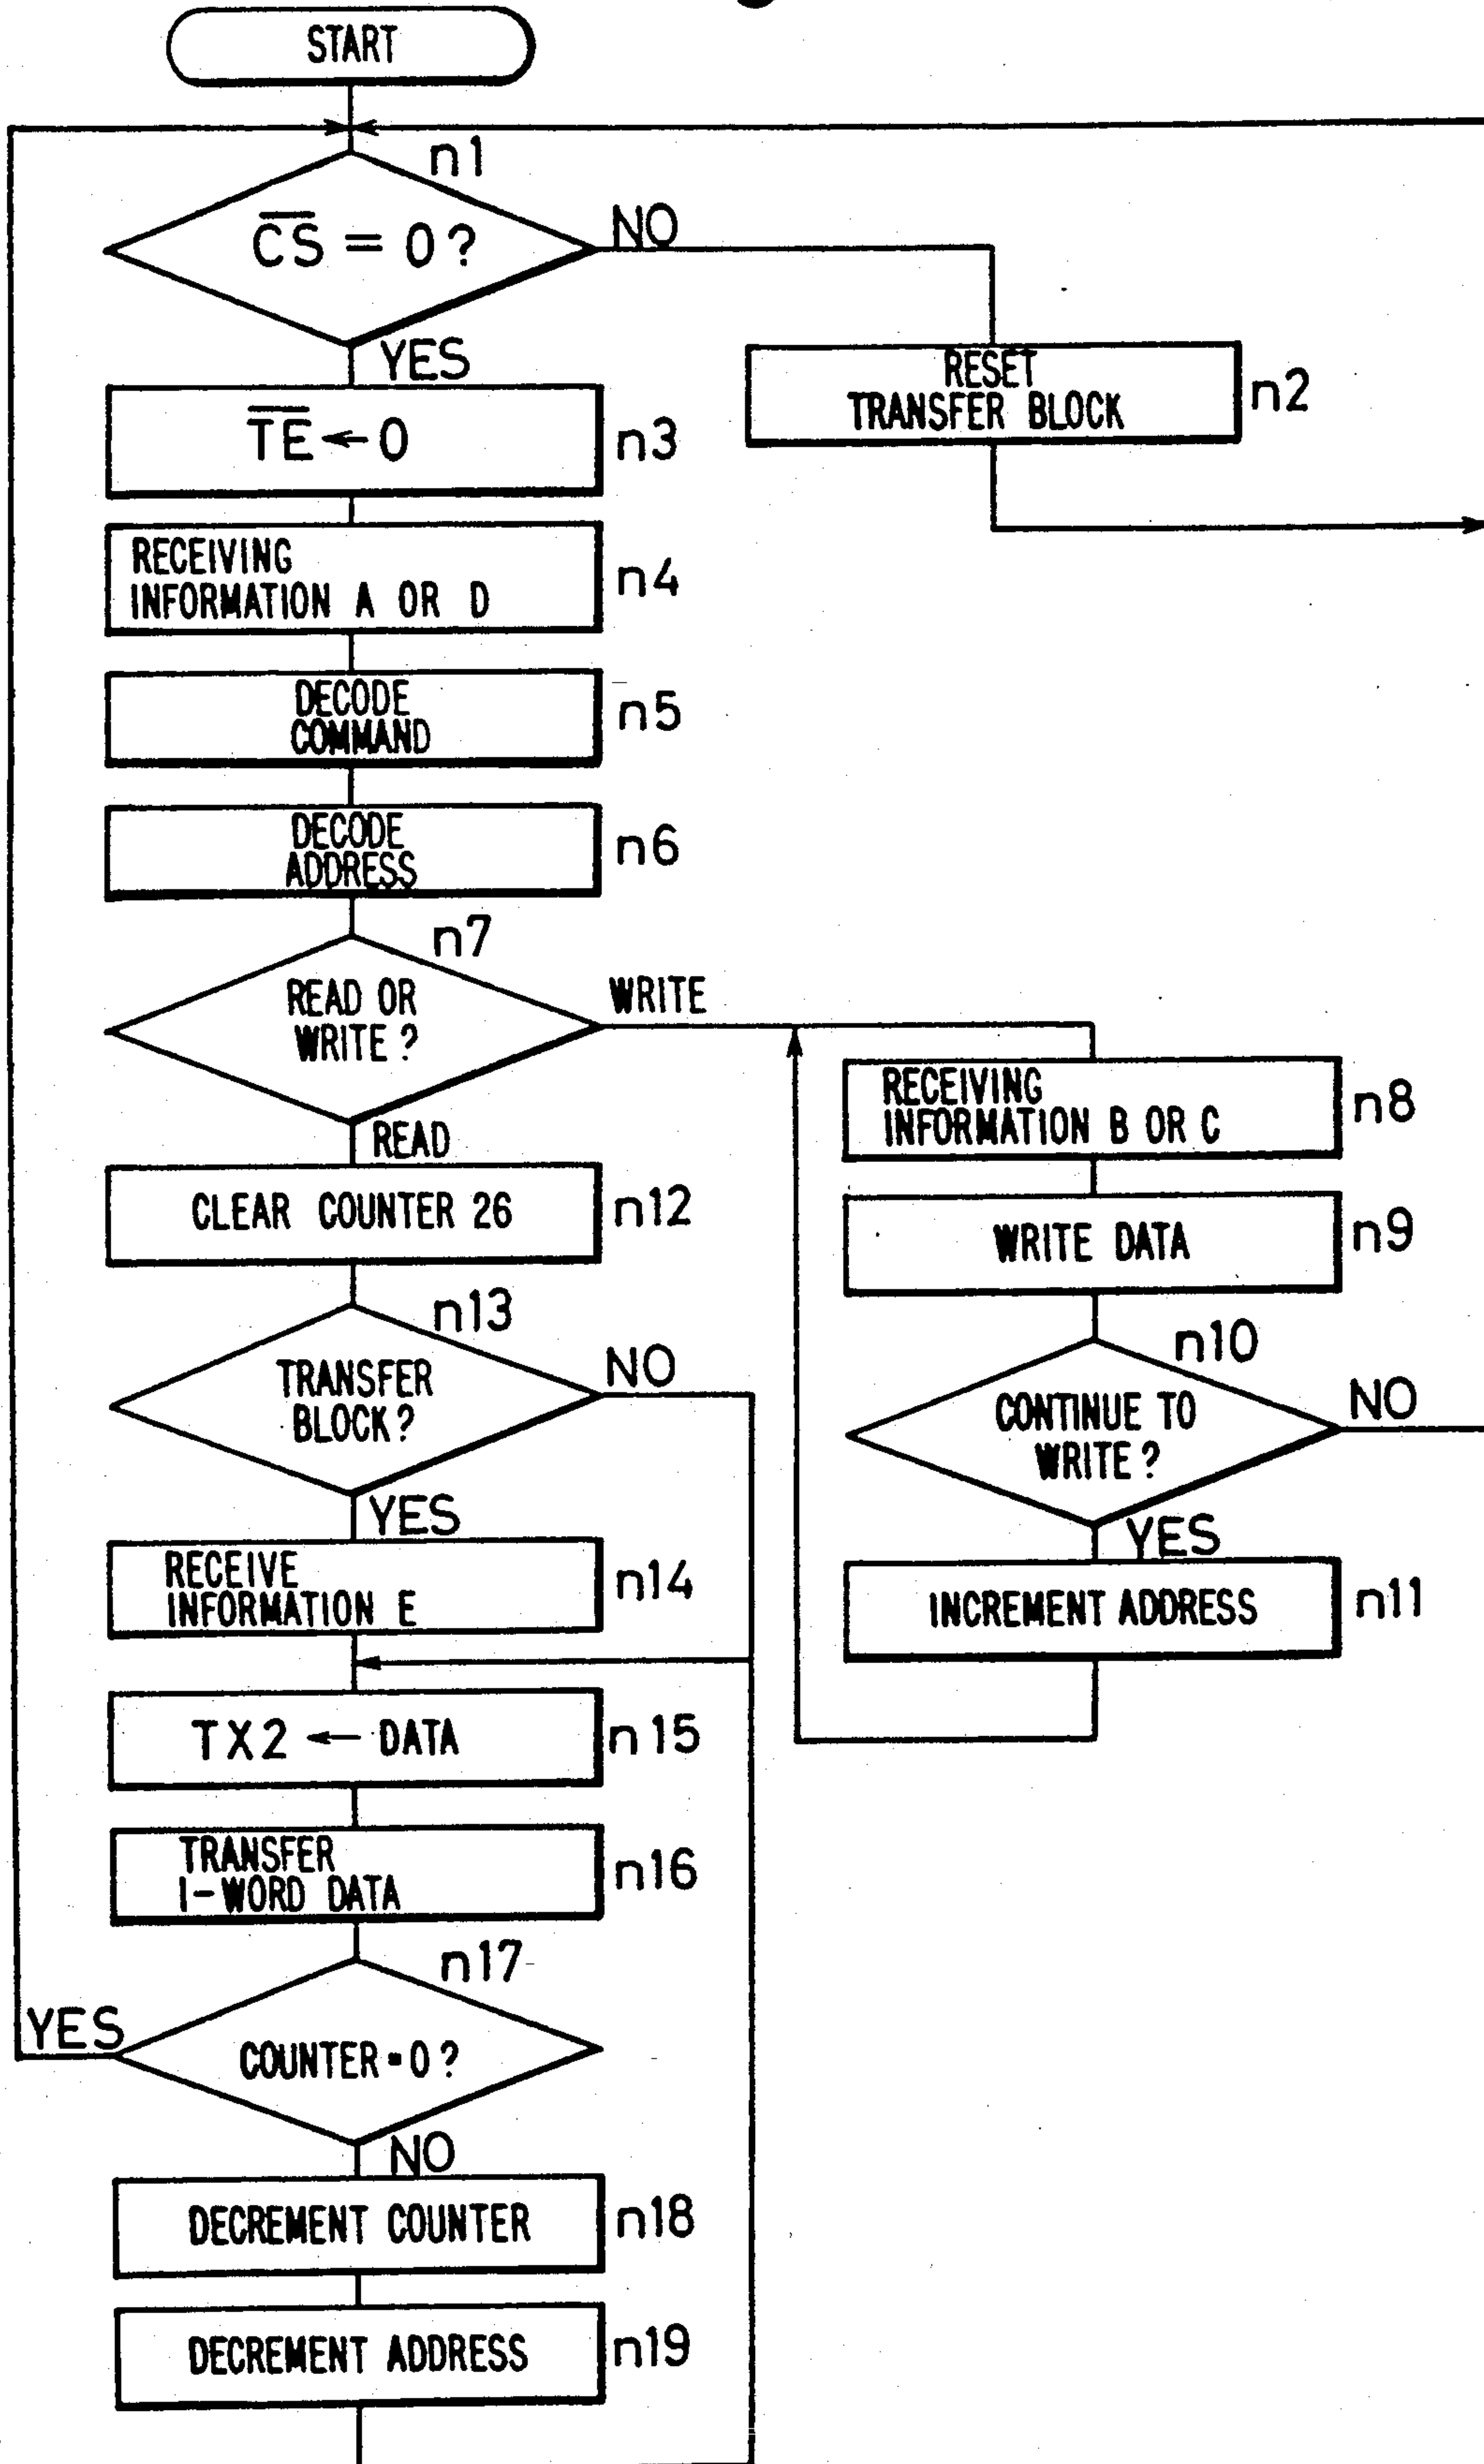 START
n1
C̅S̅ = 0?
NO
YES
RESET
TRANSFER BLOCK
n2
T̅E̅ ← 0
n3
RECEIVING
INFORMATION A OR D
n4
DECODE
COMMAND
n5
DECODE
ADDRESS
n6
n7
READ OR
WRITE?
WRITE
READ
RECEIVING
INFORMATION B OR C
n8
CLEAR COUNTER 26
n12
WRITE DATA
n9
n13
TRANSFER
BLOCK?
NO
YES
n10
CONTINUE TO
WRITE?
NO
YES
RECEIVE
INFORMATION E
n14
INCREMENT ADDRESS
n11
TX2 ← DATA
n15
TRANSFER
1-WORD DATA
n16
n17
YES
COUNTER=0?
NO
DECREMENT COUNTER
n18
DECREMENT ADDRESS
n19